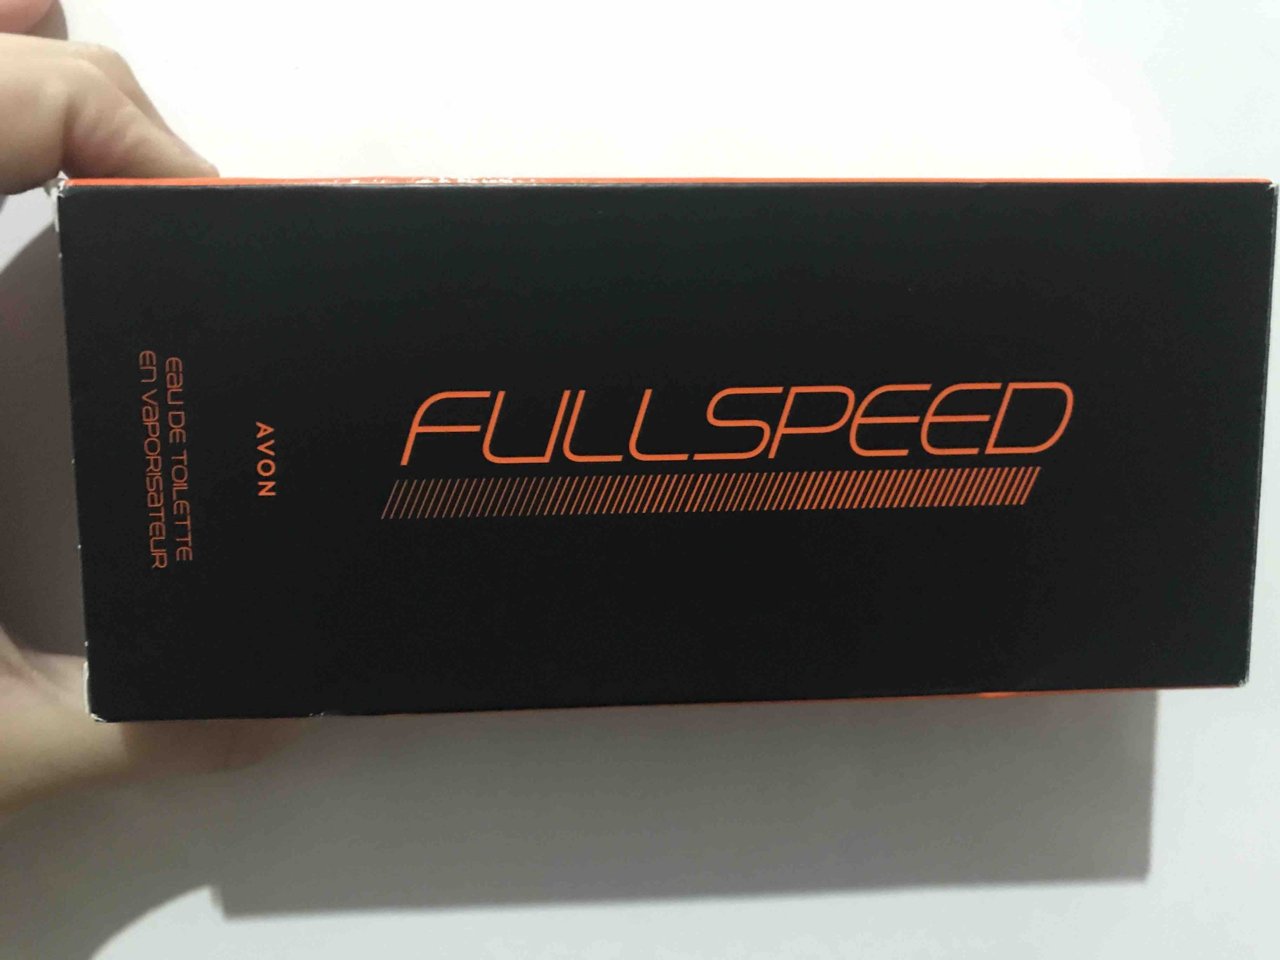 FULLSPEED
AVON
EAU DE TOILETTE
EN VAPORISATEUR